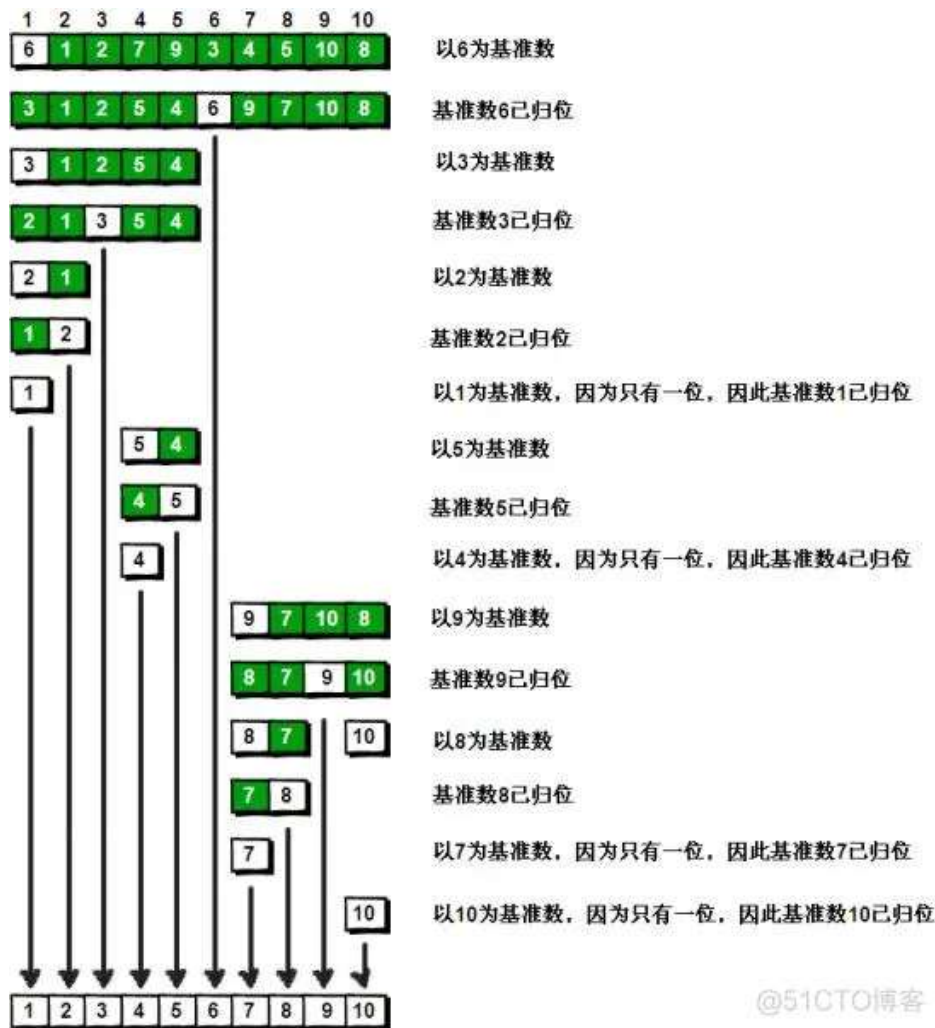 1 2 3 4 5 6 7 8 9 10
6 1 2 7 9 3 4 5 10 8 以6为基准数
3 1 2 5 4 6 9 7 10 8 基准数6已归位
3 1 2 5 4 以3为基准数
2 1 3 5 4 基准数3已归位
2 1 以2为基准数
1 2 基准数2已归位
1 以1为基准数，因为只有一位，因此基准数1已归位
5 4 以5为基准数
4 5 基准数5已归位
4 以4为基准数，因为只有一位，因此基准数4已归位
9 7 10 8 以9为基准数
8 7 9 10 基准数9已归位
8 7 10 以8为基准数
7 8 基准数8已归位
7 以7为基准数，因为只有一位，因此基准数7已归位
10 以10为基准数，因为只有一位，因此基准数10已归位
1 2 3 4 5 6 7 8 9 10
@51CTO博客